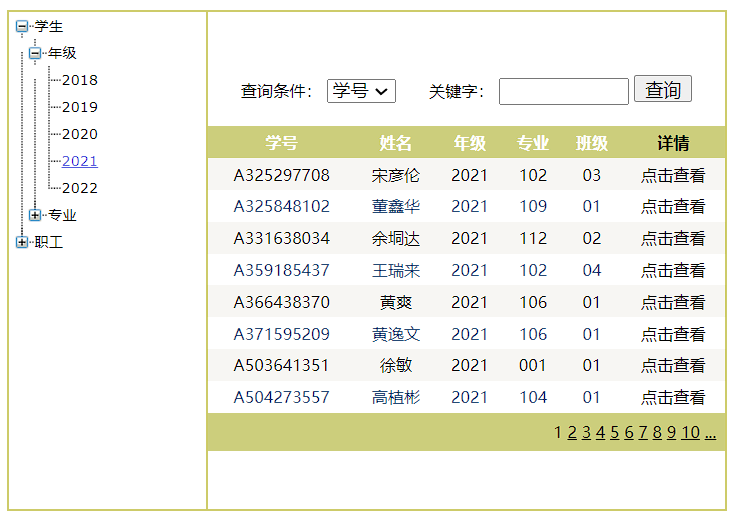 学生
年级
2018
2019
2020
2021
2022
专业
职工
查询条件： 学号 关键字： 查询
学号 姓名 年级 专业 班级 详情
A325297708 宋彦伦 2021 102 03 点击查看
A325848102 董鑫华 2021 109 01 点击查看
A331638034 余垌达 2021 112 02 点击查看
A359185437 王瑞来 2021 102 04 点击查看
A366438370 黄爽 2021 106 01 点击查看
A371595209 黄逸文 2021 106 01 点击查看
A503641351 徐敏 2021 001 01 点击查看
A504273557 高植彬 2021 104 01 点击查看
1 2 3 4 5 6 7 8 9 10 ...